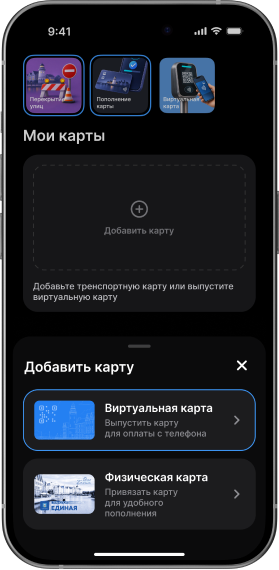 9:41
Перекрытие
улиц
Пополнение
карты
Виртуальная
карта
Мои карты
Добавить карту
Добавьте транспортную карту или выпустите
виртуальную карту
Добавить карту
Виртуальная карта
Выпустить карту
для оплаты с телефона
Физическая карта
Привязать карту
для удобного
пополнения
ЕДИНАЯ